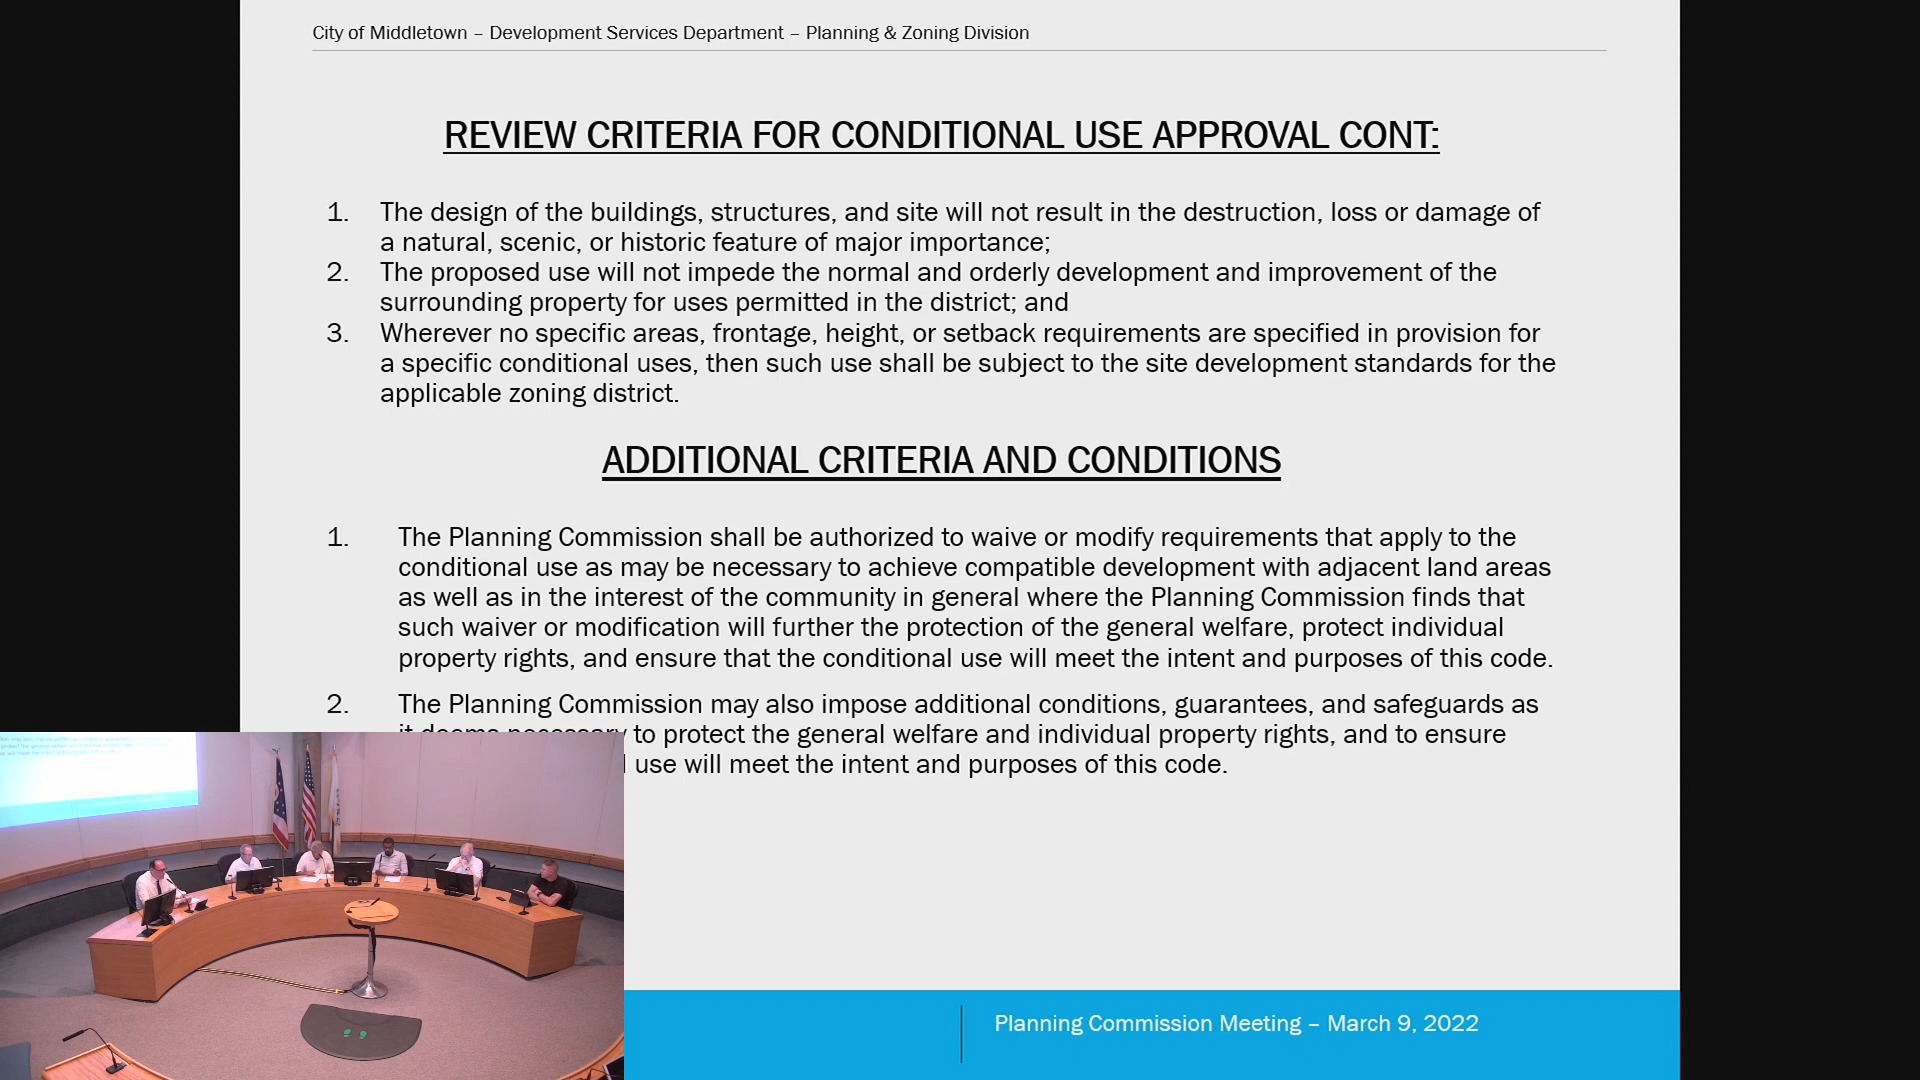 City of Middletown – Development Services Department – Planning & Zoning Division
REVIEW CRITERIA FOR CONDITIONAL USE APPROVAL CONT:
1. The design of the buildings, structures, and site will not result in the destruction, loss or damage of
a natural, scenic, or historic feature of major importance;
2. The proposed use will not impede the normal and orderly development and improvement of the
surrounding property for uses permitted in the district; and
3. Wherever no specific areas, frontage, height, or setback requirements are specified in provision for
a specific conditional uses, then such use shall be subject to the site development standards for the
applicable zoning district.
ADDITIONAL CRITERIA AND CONDITIONS
1. The Planning Commission shall be authorized to waive or modify requirements that apply to the
conditional use as may be necessary to achieve compatible development with adjacent land areas
as well as in the interest of the community in general where the Planning Commission finds that
such waiver or modification will further the protection of the general welfare, protect individual
property rights, and ensure that the conditional use will meet the intent and purposes of this code.
2. The Planning Commission may also impose additional conditions, guarantees, and safeguards as
it deems necessary to protect the general welfare and individual property rights, and to ensure
use will meet the intent and purposes of this code.
Planning Commission Meeting – March 9, 2022